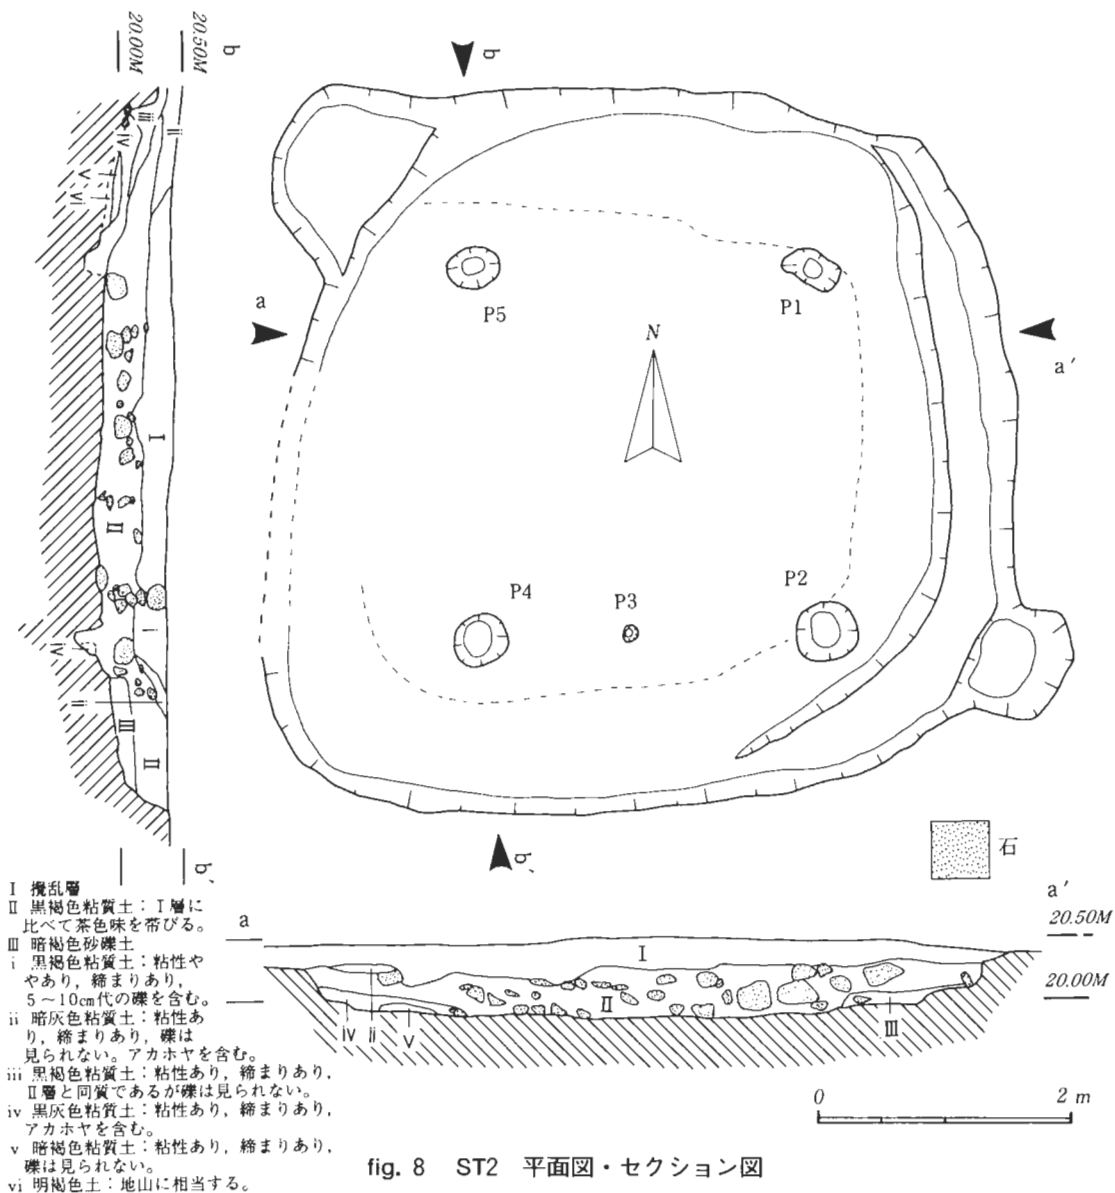 20.00M
20.50M
b
ii
iii
iv
v
vi
I
II
i
iv
ii
III
II
b'
b
a
P5
P1
N
a'
P4
P3
P2
b'
石
I 攪乱層
II 黒褐色粘質土：I層に
比べて茶色味を帯びる。
III 暗褐色砂礫土
i 黒褐色粘質土：粘性や
やあり，締まりあり，
5～10cm代の礫を含む。
ii 暗灰色粘質土：粘性あ
り，締まりあり，礫は
見られない。アカホヤを含む。
iii 黒褐色粘質土：粘性あり，締まりあり，
II層と同質であるが礫は見られない。
iv 黒灰色粘質土：粘性あり，締まりあり，
アカホヤを含む。
v 暗褐色粘質土：粘性あり，締まりあり，
礫は見られない。
vi 明褐色土：地山に相当する。
a
a'
20.50M
20.00M
I
II
III
iv
ii
v
0 2 m
fig. 8 ST2 平面図・セクション図